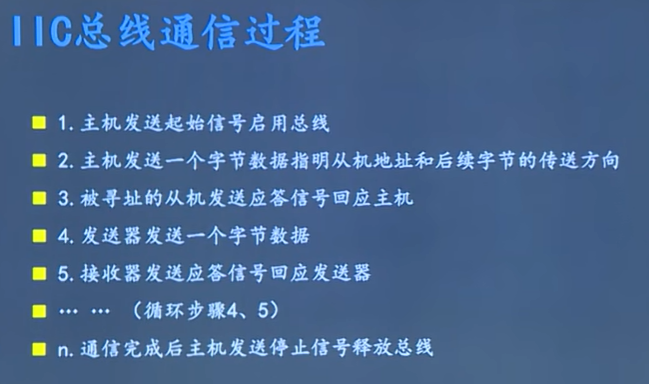 IIC总线通信过程
1.主机发送起始信号启用总线
2.主机发送一个字节数据指明从机地址和后续字节的传送方向
3.被寻址的从机发送应答信号回应主机
4.发送器发送一个字节数据
5.接收器发送应答信号回应发送器
… … （循环步骤4、5）
n.通信完成后主机发送停止信号释放总线